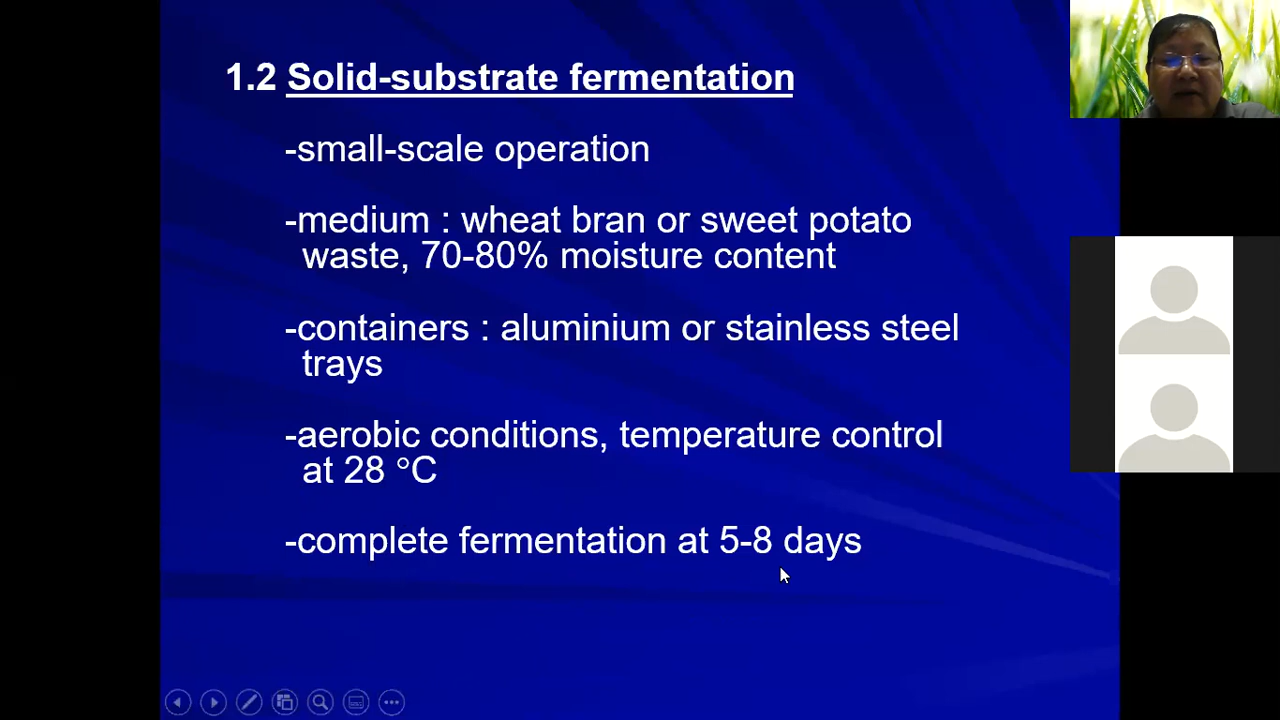 1.2 Solid-substrate fermentation
-small-scale operation
-medium : wheat bran or sweet potato
waste, 70-80% moisture content
-containers : aluminium or stainless steel
trays
-aerobic conditions, temperature control
at 28 °C
-complete fermentation at 5-8 days